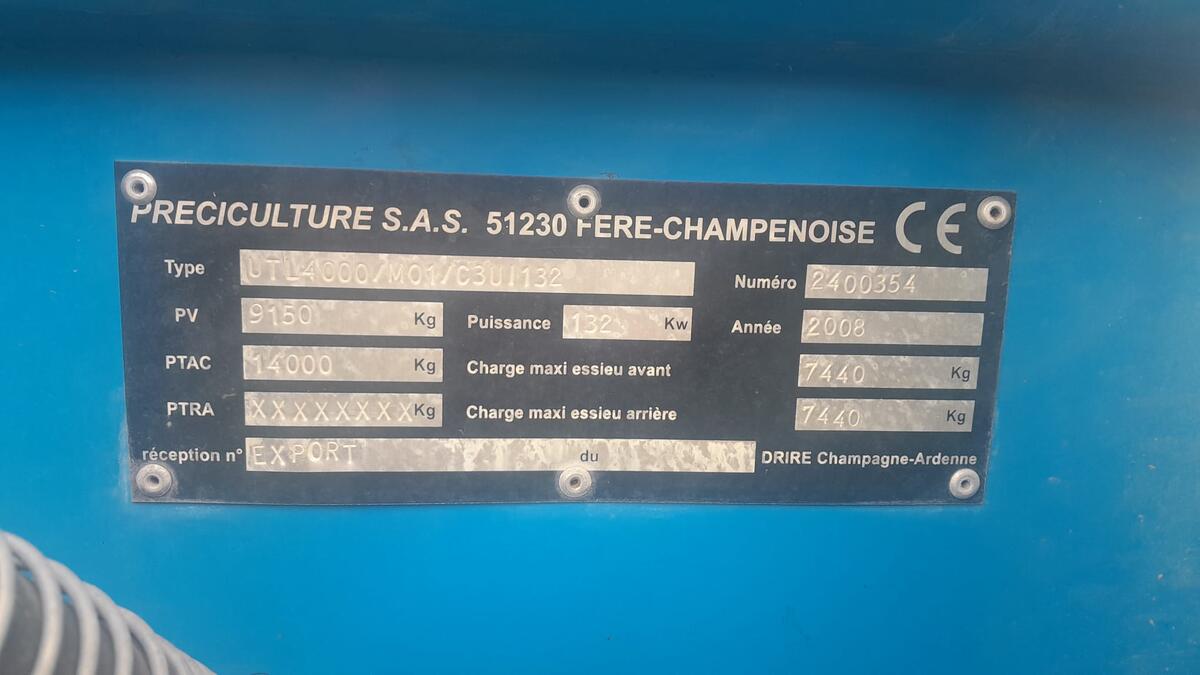 PRECICULTURE S.A.S. 51230 FERE-CHAMPENOISE CE
Type UTL4000/M01/C3UI132 Numéro 2400354
PV 9150 Kg Puissance 132 Kw Année 2008
PTAC 14000 Kg Charge maxi essieu avant 7440 Kg
PTRA XXXXXXXX Kg Charge maxi essieu arrière 7440 Kg
réception n° EXPORT du DRIRE Champagne-Ardenne